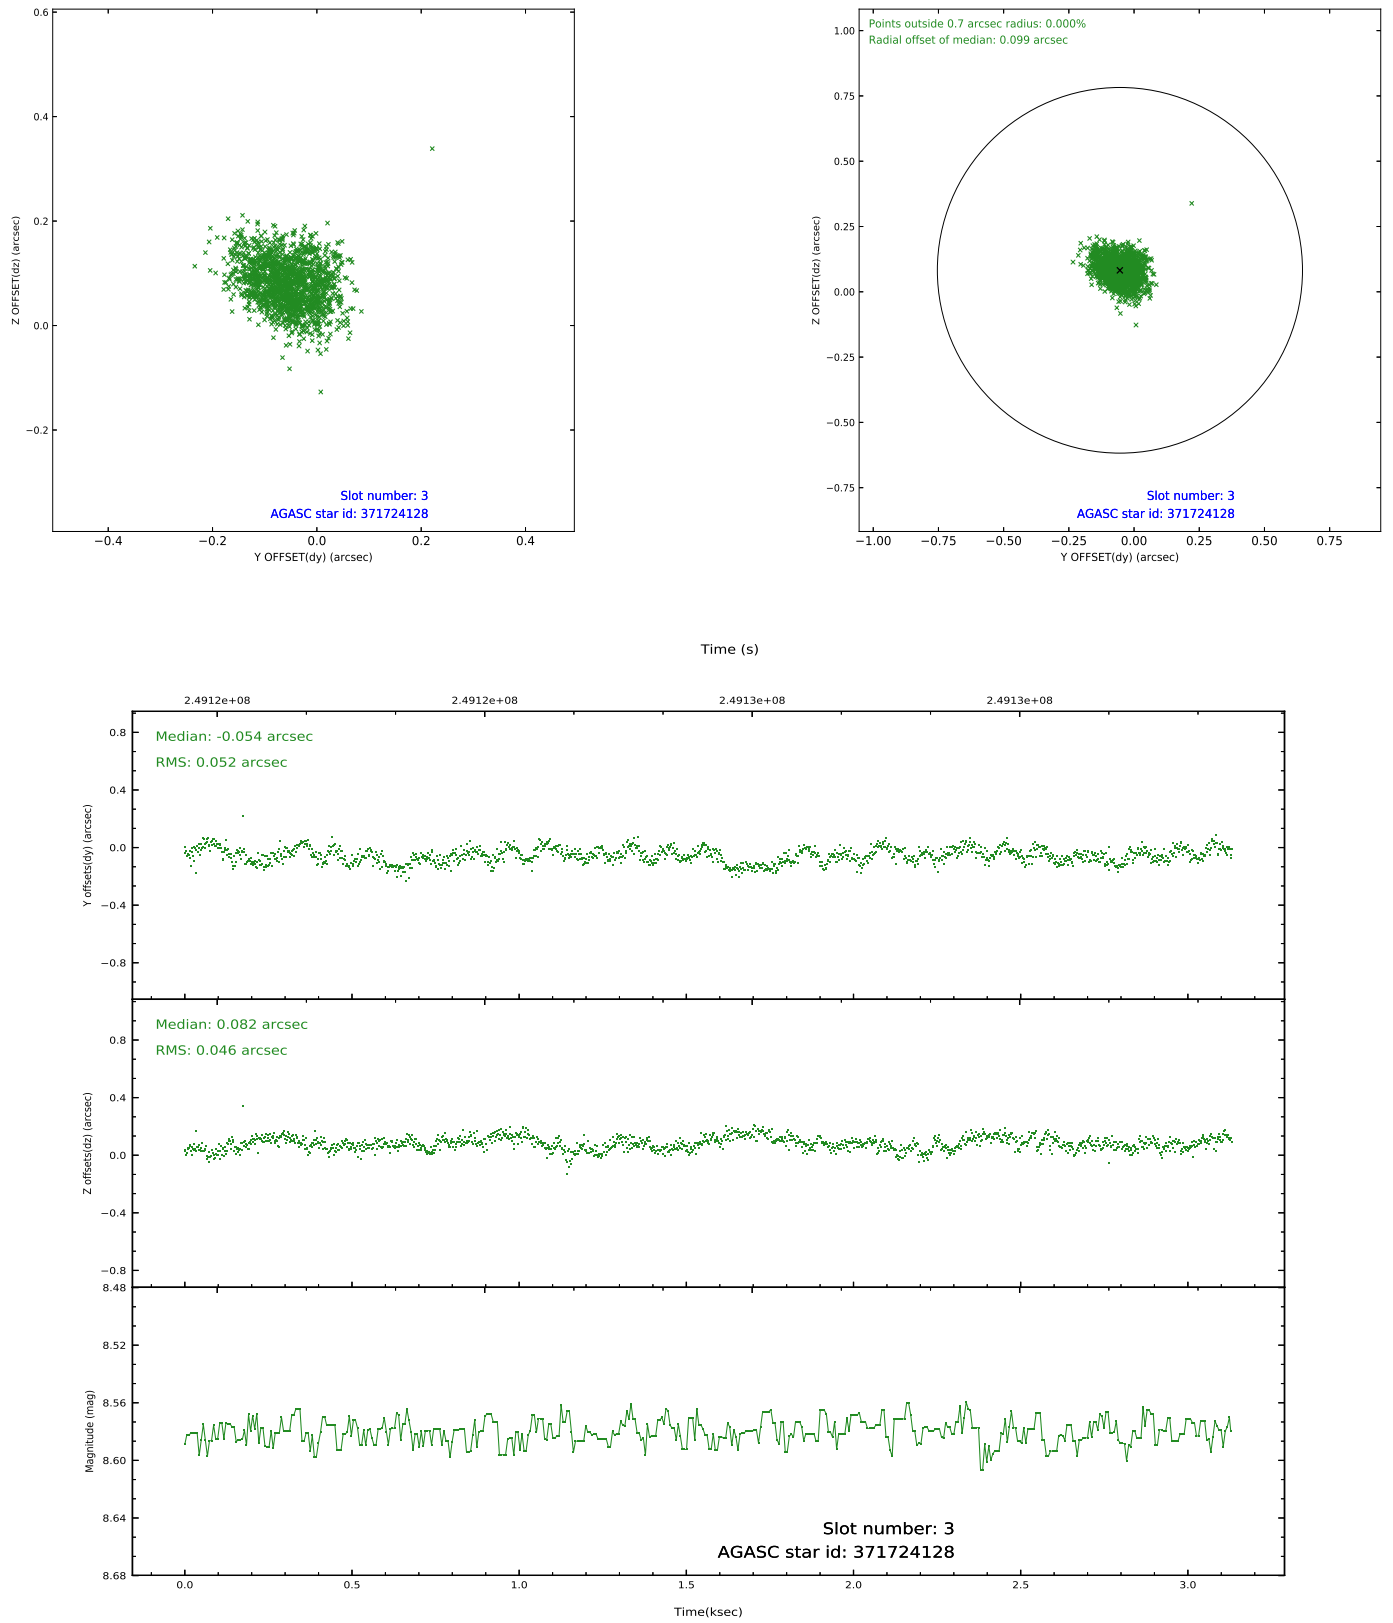 0.6
0.4
0.2
0.0
−0.2
Z OFFSET(dz) (arcsec)
Slot number: 3
AGASC star id: 371724128
−0.4 −0.2 0.0 0.2 0.4
Y OFFSET(dy) (arcsec)
Points outside 0.7 arcsec radius: 0.000%
Radial offset of median: 0.099 arcsec
1.00
0.75
0.50
0.25
0.00
−0.25
−0.50
−0.75
Z OFFSET(dz) (arcsec)
Slot number: 3
AGASC star id: 371724128
−1.00 −0.75 −0.50 −0.25 0.00 0.25 0.50 0.75
Y OFFSET(dy) (arcsec)
Time (s)
2.4912e+08 2.4912e+08 2.4913e+08 2.4913e+08
Median: -0.054 arcsec
RMS: 0.052 arcsec
0.8
0.4
0.0
−0.4
−0.8
Y offsets(dy) (arcsec)
Median: 0.082 arcsec
RMS: 0.046 arcsec
0.8
0.4
0.0
−0.4
−0.8
Z offsets(dz) (arcsec)
8.48
8.52
8.56
8.60
8.64
8.68
Magnitude (mag)
Slot number: 3
AGASC star id: 371724128
0.0 0.5 1.0 1.5 2.0 2.5 3.0
Time(ksec)